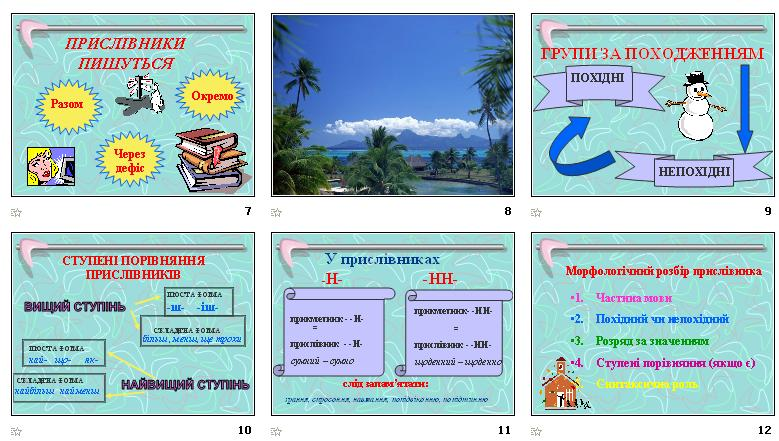 ПРИСЛІВНИКИ
ПИШУТЬСЯ
Разом
Окремо
Через
дефіс
7
8
ГРУПИ ЗА ПОХОДЖЕННЯМ
ПОХІДНІ
НЕПОХІДНІ
9
СТУПЕНІ ПОРІВНЯННЯ
ПРИСЛІВНИКІВ
ВИЩИЙ СТУПІНЬ
ПРОСТА ФОРМА
-ш- -іш-
СКЛАДЕНА ФОРМА
більш, менш, ще трохи
ПРОСТА ФОРМА
най- що- як-
СКЛАДЕНА ФОРМА
найбільш найменш
НАЙВИЩИЙ СТУПІНЬ
10
У прислівниках
-Н-
-НН-
прикметник - -Н-
=
прислівник - -Н-
сумний – сумно
прикметник- -НН-
=
прислівник - -НН-
щоденний – щоденно
слід запам'ятати:
11
Морфологічний розбір прислівника
•1. Частина мови
•2. Похідний чи непохідний
•3. Розряд за значенням
•4. Ступені порівняння (якщо є)
Синтаксична роль
12